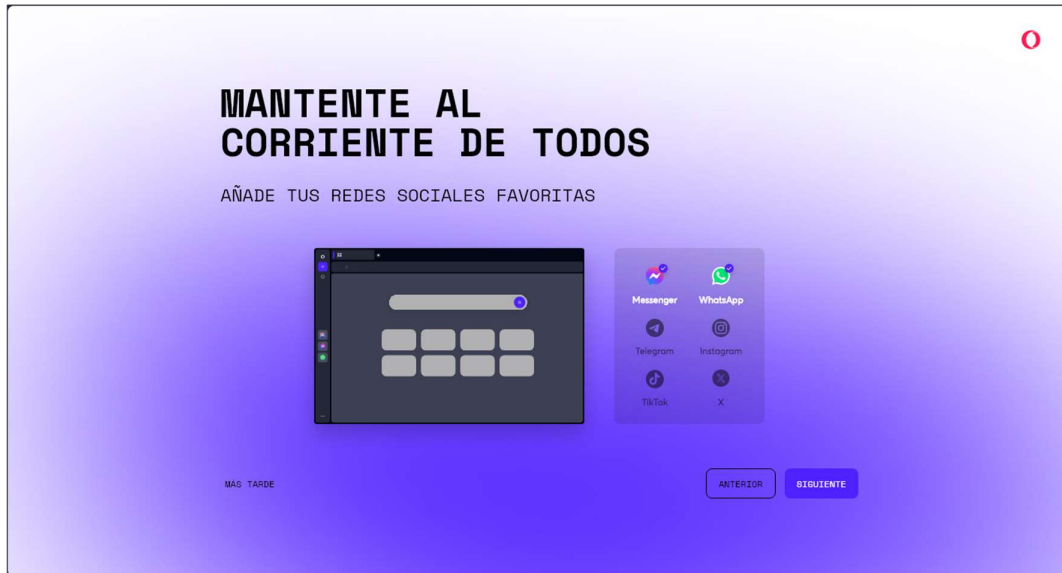 MANTENTE AL
CORRIENTE DE TODOS
AÑADE TUS REDES SOCIALES FAVORITAS
Messenger
WhatsApp
Telegram
Instagram
TikTok
X
MÁS TARDE
ANTERIOR
SIGUIENTE